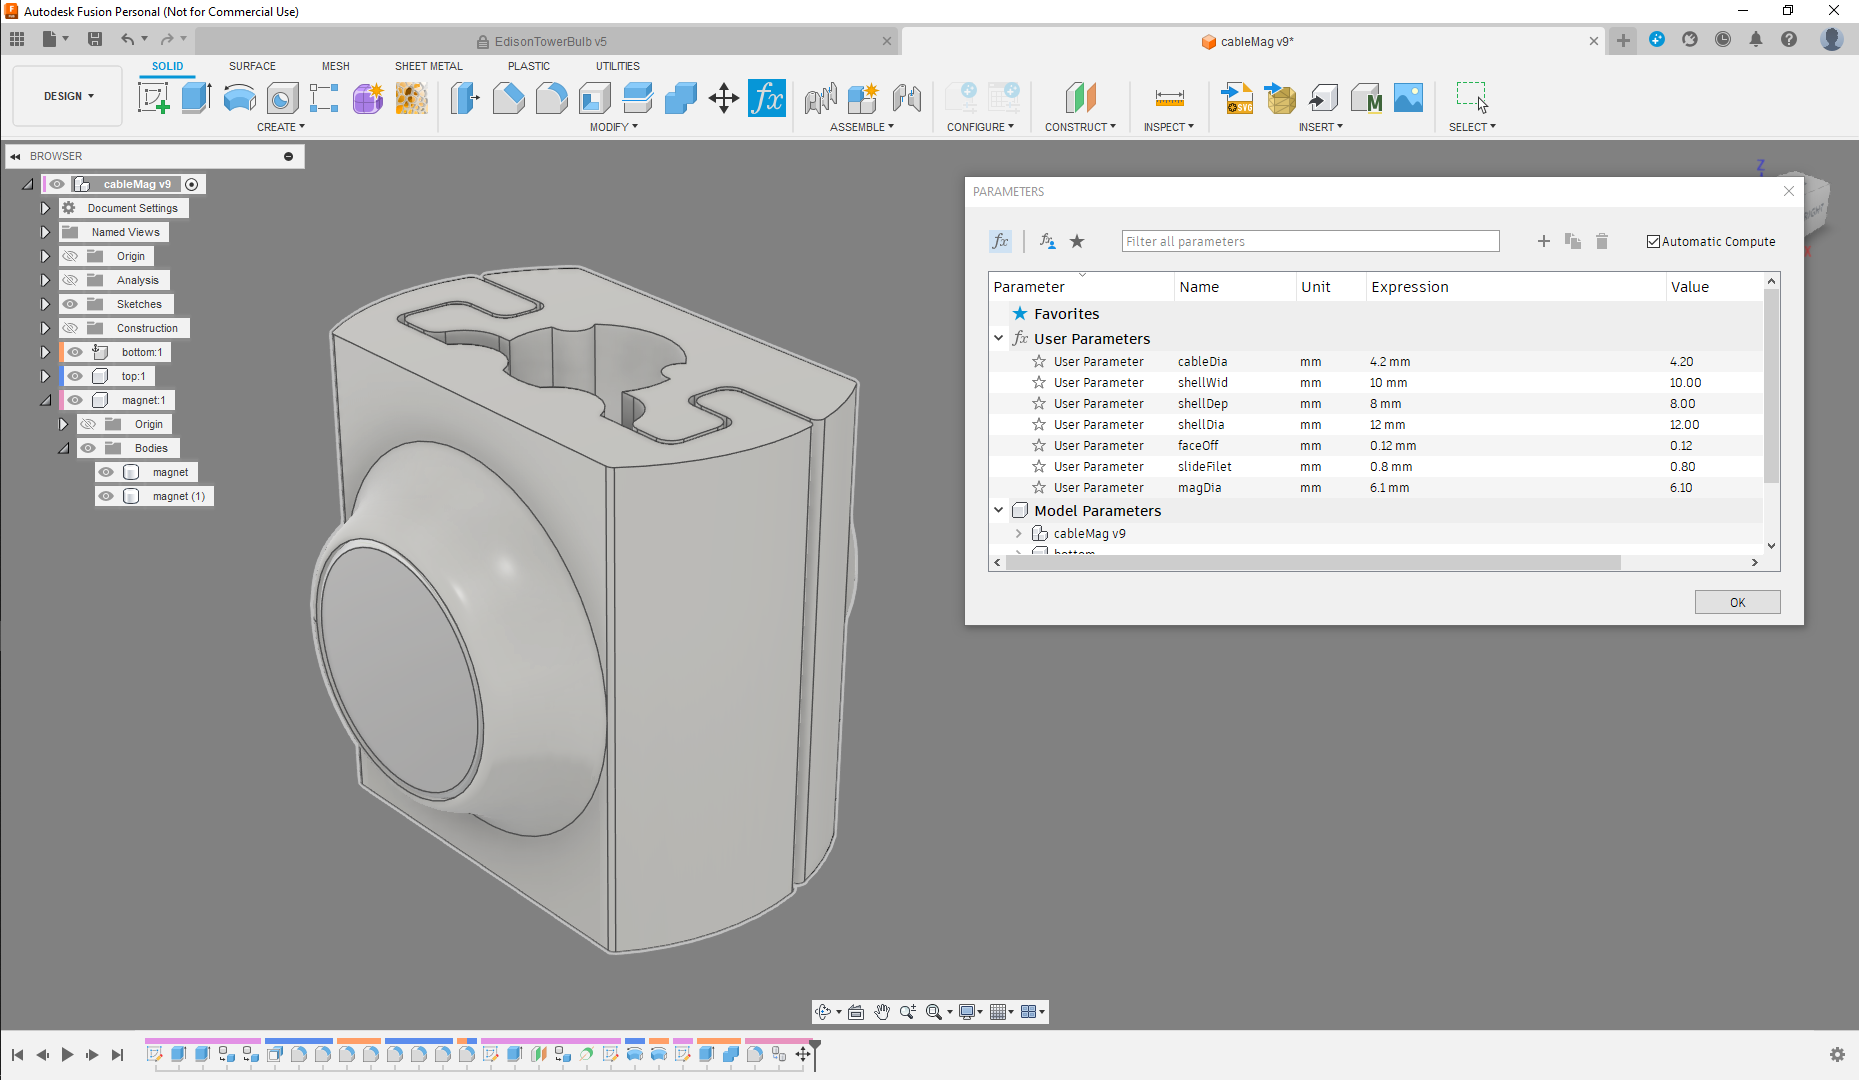 Autodesk Fusion Personal (Not for Commercial Use)
EdisonTowerBulb v5
cableMag v9*
SOLID SURFACE MESH SHEET METAL PLASTIC UTILITIES
DESIGN
CREATE MODIFY ASSEMBLE CONFIGURE CONSTRUCT INSPECT INSERT SELECT
SVG
M
BROWSER
cableMag v9
Document Settings
Named Views
Origin
Analysis
Sketches
Construction
bottom:1
top:1
magnet:1
Origin
Bodies
magnet
magnet (1)
Z
RIGHT
X
PARAMETERS
fx
Filter all parameters
Automatic Compute
Parameter Name Unit Expression Value
Favorites
fx User Parameters
User Parameter cableDia mm 4.2 mm 4.20
User Parameter shellWid mm 10 mm 10.00
User Parameter shellDep mm 8 mm 8.00
User Parameter shellDia mm 12 mm 12.00
User Parameter faceOff mm 0.12 mm 0.12
User Parameter slideFilet mm 0.8 mm 0.80
User Parameter magDia mm 6.1 mm 6.10
Model Parameters
cableMag v9
bottom
OK